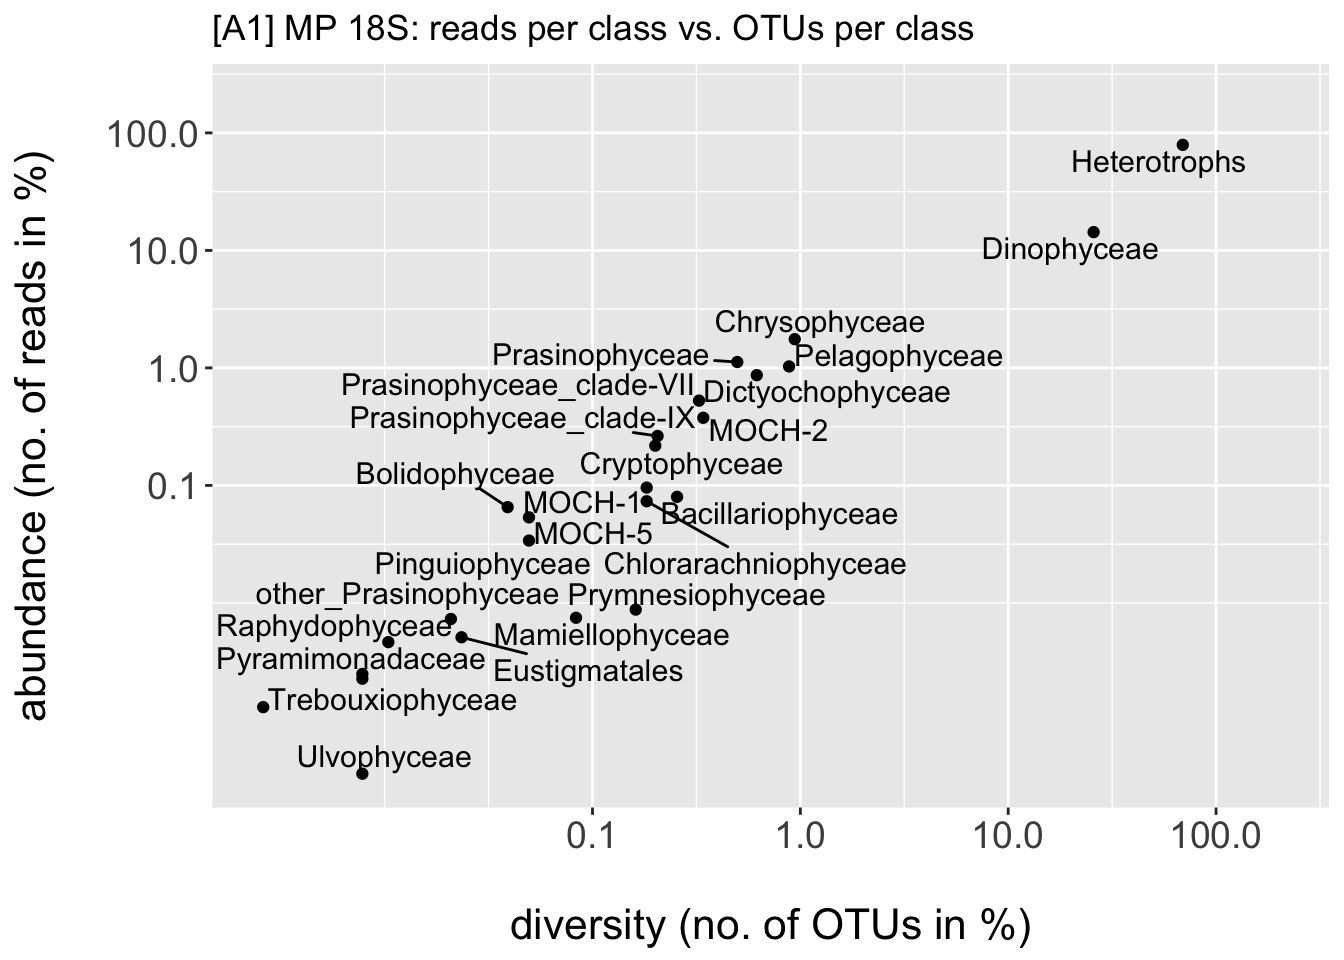 [A1] MP 18S: reads per class vs. OTUs per class
abundance (no. of reads in %)
100.0
10.0
1.0
0.1
Heterotrophs
Dinophyceae
Chrysophyceae
Prasinophyceae
Pelagophyceae
Prasinophyceae_clade-VII
Dictyochophyceae
Prasinophyceae_clade-IX
MOCH-2
Cryptophyceae
Bolidophyceae
MOCH-1
Bacillariophyceae
MOCH-5
Pinguiophyceae
Chlorarachniophyceae
other_Prasinophyceae
Prymnesiophyceae
Raphydophyceae
Mamiellophyceae
Pyramimonadaceae
Eustigmatales
Trebouxiophyceae
Ulvophyceae
0.1
1.0
10.0
100.0
diversity (no. of OTUs in %)